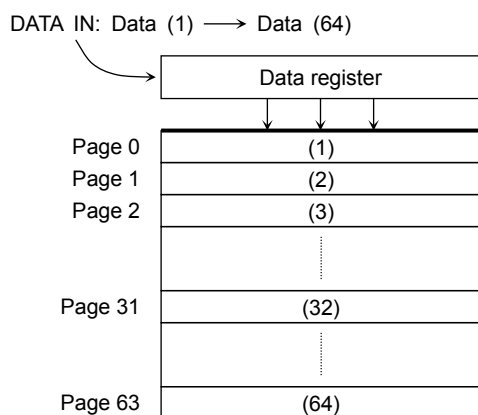 DATA IN: Data (1) ⟶ Data (64)
Data register
Page 0 (1)
Page 1 (2)
Page 2 (3)
Page 31 (32)
Page 63 (64)